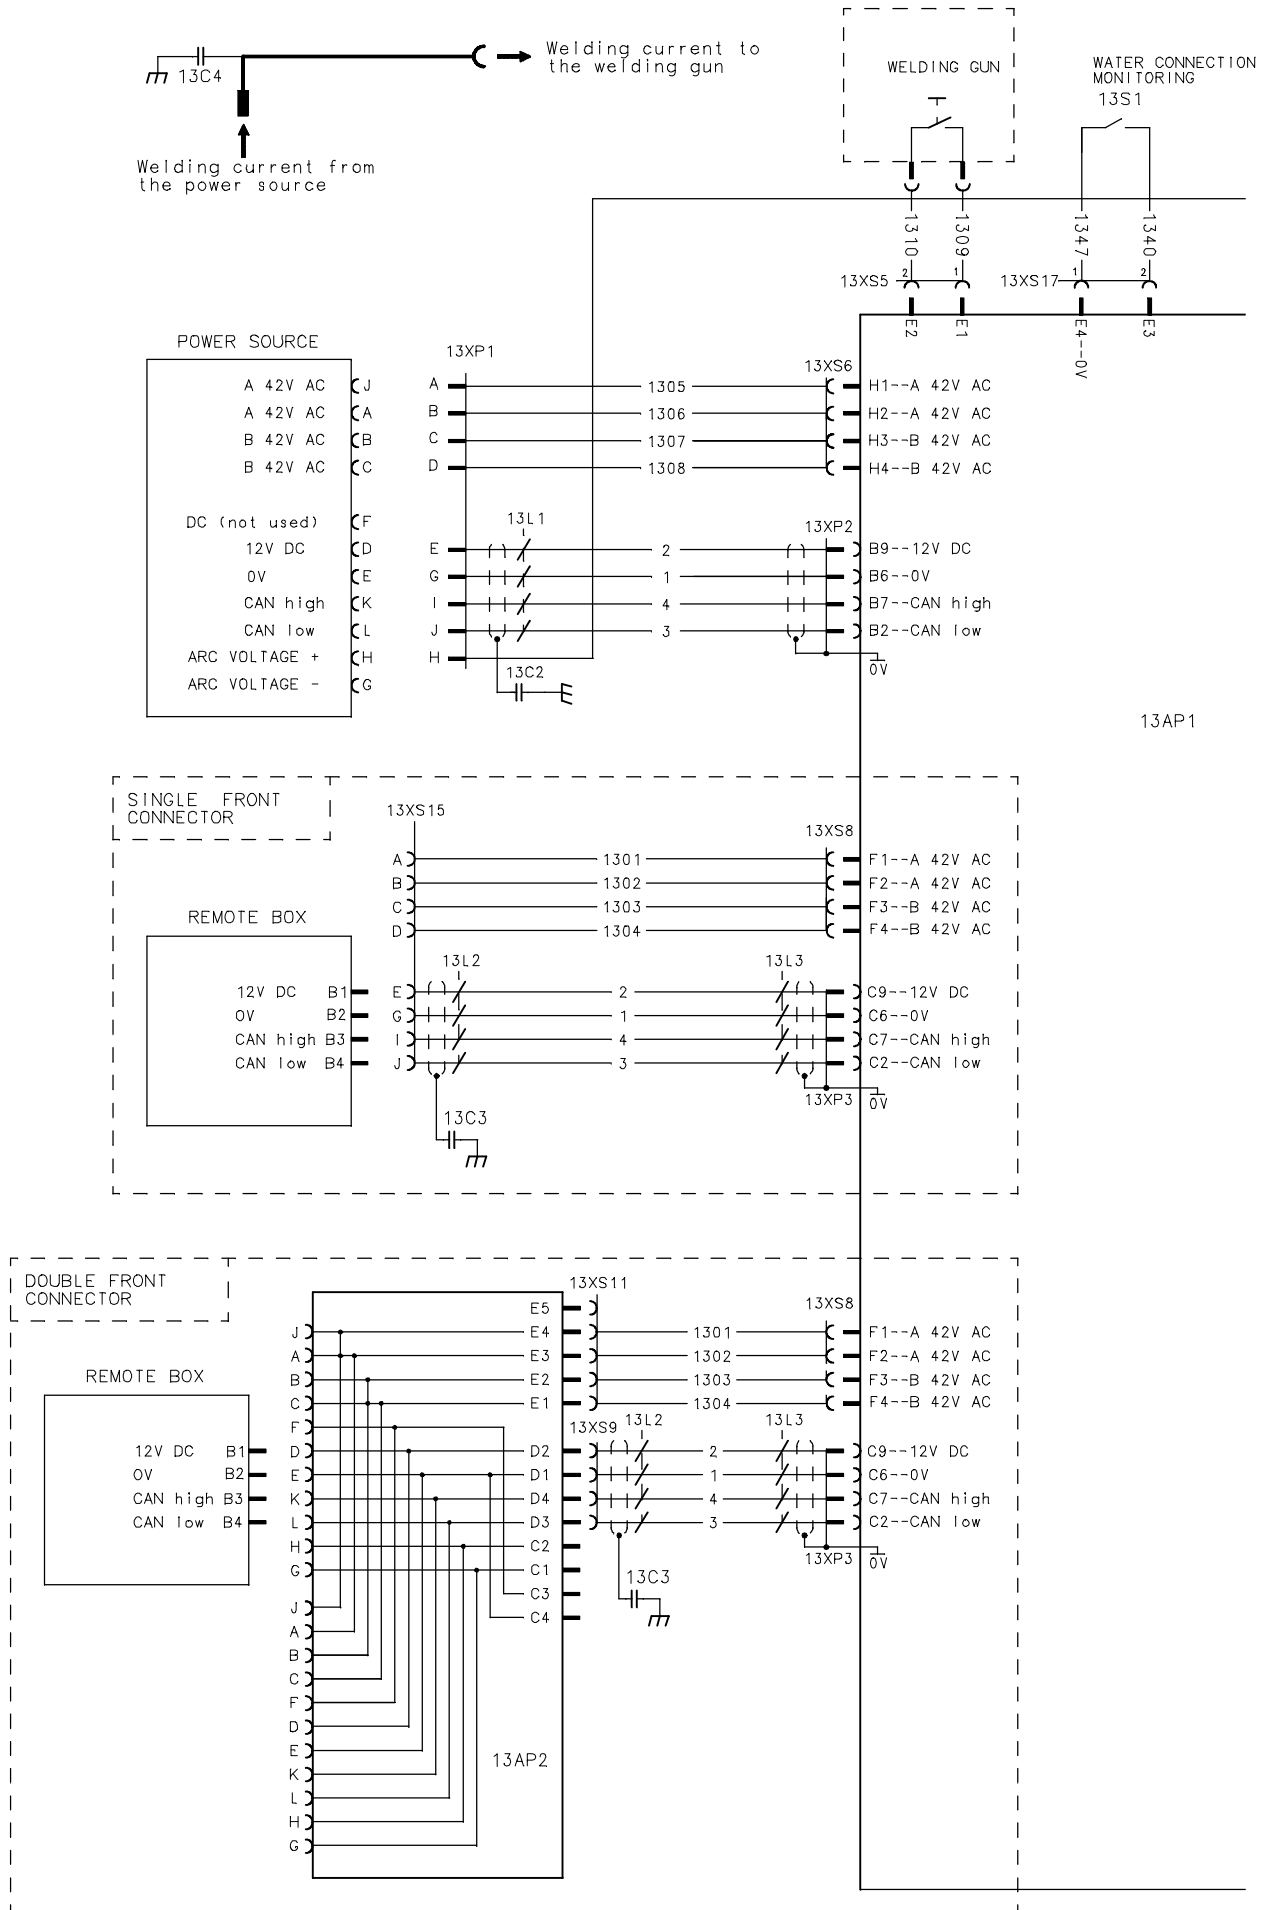 Welding current to
the welding gun
13C4
Welding current from
the power source
WELDING GUN
WATER CONNECTION
MONITORING
13S1
1310
1309
1347
1340
13XS5 2 1
13XS17 1 2
E2
E1
E4--0V
E3
POWER SOURCE
13XP1
13XS6
A 42V AC J A 1305 H1--A 42V AC
A 42V AC A B 1306 H2--A 42V AC
B 42V AC B C 1307 H3--B 42V AC
B 42V AC C D 1308 H4--B 42V AC
13L1
13XP2
DC (not used) F
12V DC D E 2 B9--12V DC
0V E G 1 B6--0V
CAN high K I 4 B7--CAN high
CAN low L J 3 B2--CAN low
ARC VOLTAGE + H H
0V
ARC VOLTAGE - G
13C2
13AP1
SINGLE FRONT
CONNECTOR
13XS15
13XS8
A 1301 F1--A 42V AC
B 1302 F2--A 42V AC
C 1303 F3--B 42V AC
D 1304 F4--B 42V AC
REMOTE BOX
13L2
13L3
12V DC B1 E 2 C9--12V DC
0V B2 G 1 C6--0V
CAN high B3 I 4 C7--CAN high
CAN low B4 J 3 C2--CAN low
13XP3
0V
13C3
DOUBLE FRONT
CONNECTOR
13XS11
13XS8
E5
J E4 1301 F1--A 42V AC
A E3 1302 F2--A 42V AC
B E2 1303 F3--B 42V AC
C E1 1304 F4--B 42V AC
REMOTE BOX
F 13XS9 13L2 13L3
12V DC B1 D D2 2 C9--12V DC
0V B2 E D1 1 C6--0V
CAN high B3 K D4 4 C7--CAN high
CAN low B4 L D3 3 C2--CAN low
H C2
13XP3
0V
G C1
13C3
C3
J
C4
A
B
C
F
D
E
13AP2
K
L
H
G